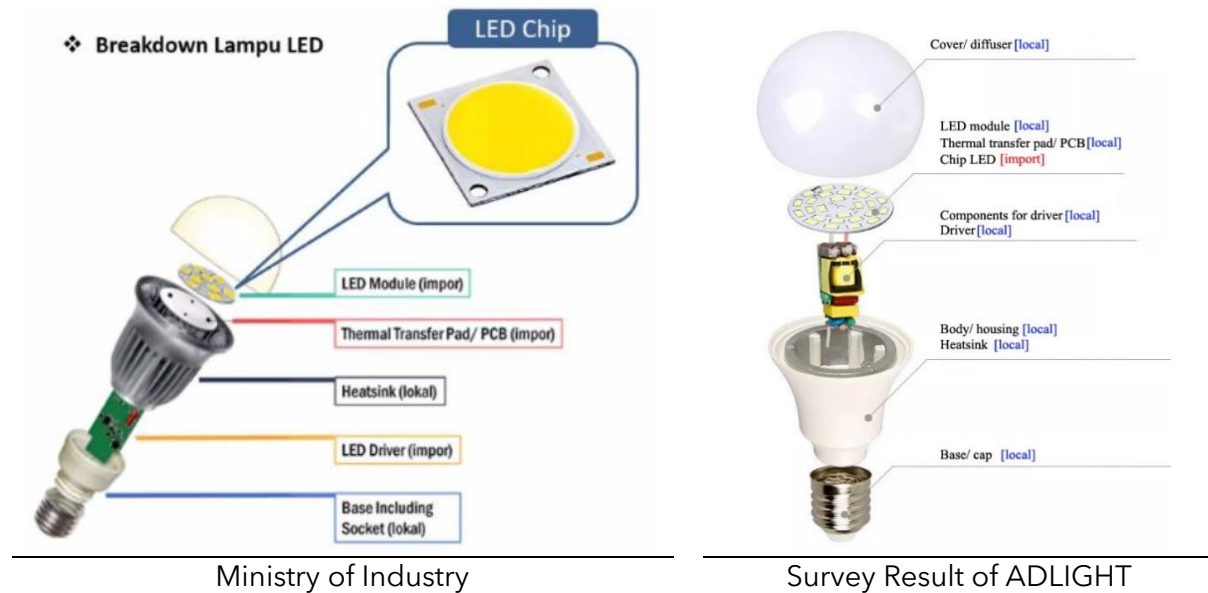 ❖ Breakdown Lampu LED
LED Chip
LED Module (impor)
Thermal Transfer Pad/ PCB (impor)
Heatsink (lokal)
LED Driver (impor)
Base Including
Socket (lokal)
Ministry of Industry
Cover/ diffuser [local]
LED module [local]
Thermal transfer pad/ PCB [local]
Chip LED [import]
Components for driver [local]
Driver [local]
Body/ housing [local]
Heatsink [local]
Base/ cap [local]
Survey Result of ADLIGHT